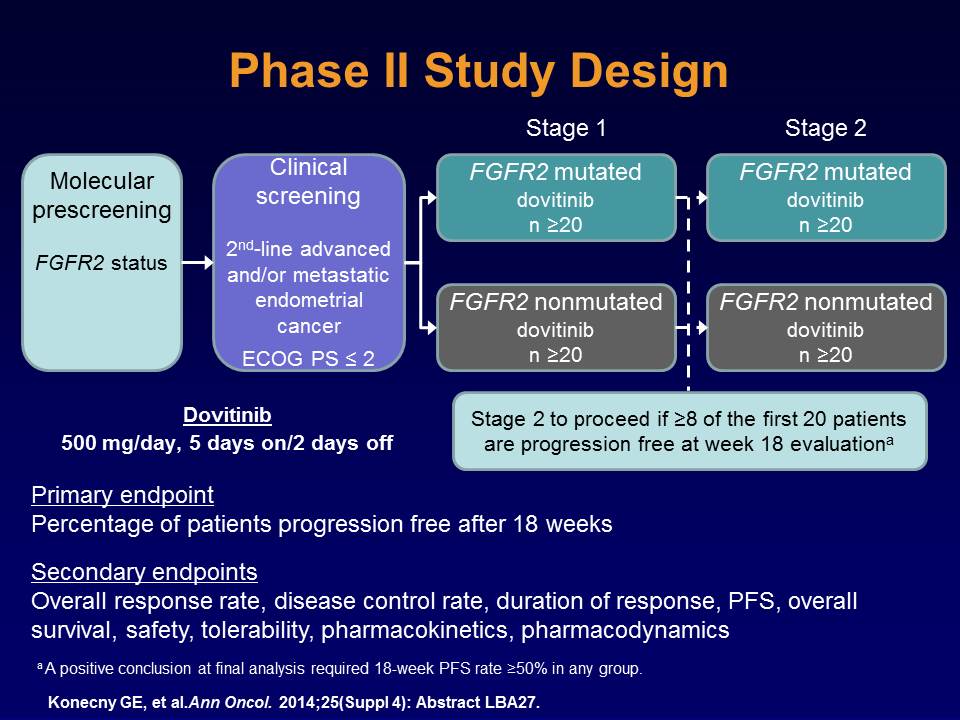 Phase II Study Design
Stage 1
Stage 2
Molecular
prescreening
FGFR2 status
Clinical
screening
2nd-line advanced
and/or metastatic
endometrial
cancer
ECOG PS ≤ 2
FGFR2 mutated
dovitinib
n ≥20
FGFR2 nonmutated
dovitinib
n ≥20
FGFR2 mutated
dovitinib
n ≥20
FGFR2 nonmutated
dovitinib
n ≥20
Dovitinib
500 mg/day, 5 days on/2 days off
Stage 2 to proceed if ≥8 of the first 20 patients
are progression free at week 18 evaluationa
Primary endpoint
Percentage of patients progression free after 18 weeks
Secondary endpoints
Overall response rate, disease control rate, duration of response, PFS, overall
survival, safety, tolerability, pharmacokinetics, pharmacodynamics
a A positive conclusion at final analysis required 18-week PFS rate ≥50% in any group.
Konecny GE, et al.Ann Oncol. 2014;25(Suppl 4): Abstract LBA27.